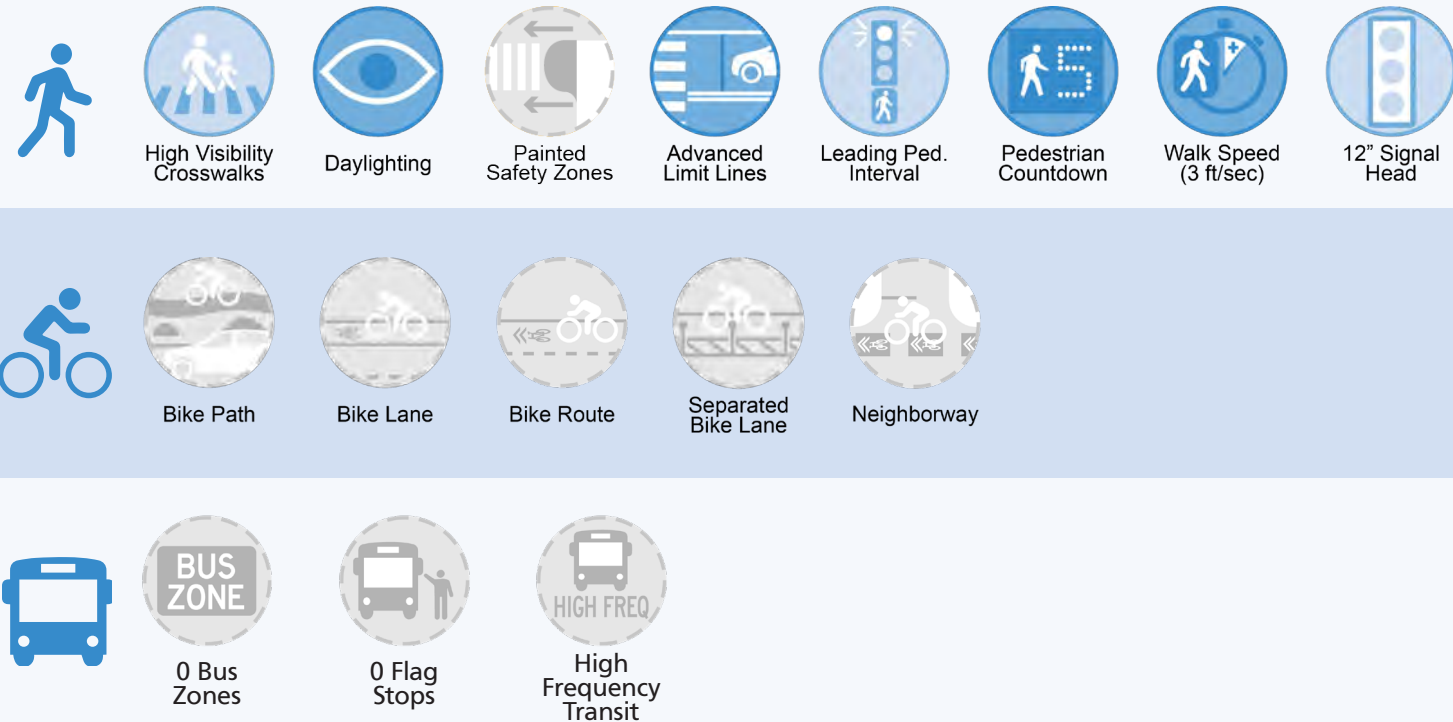 5
High Visibility
Crosswalks
Daylighting
Painted
Safety Zones
Advanced
Limit Lines
Leading Ped.
Interval
Pedestrian
Countdown
Walk Speed
(3 ft/sec)
12” Signal
Head
Bike Path
Bike Lane
Bike Route
Separated
Bike Lane
Neighborway
BUS
ZONE
HIGH FREQ
0 Bus
Zones
0 Flag
Stops
High
Frequency
Transit